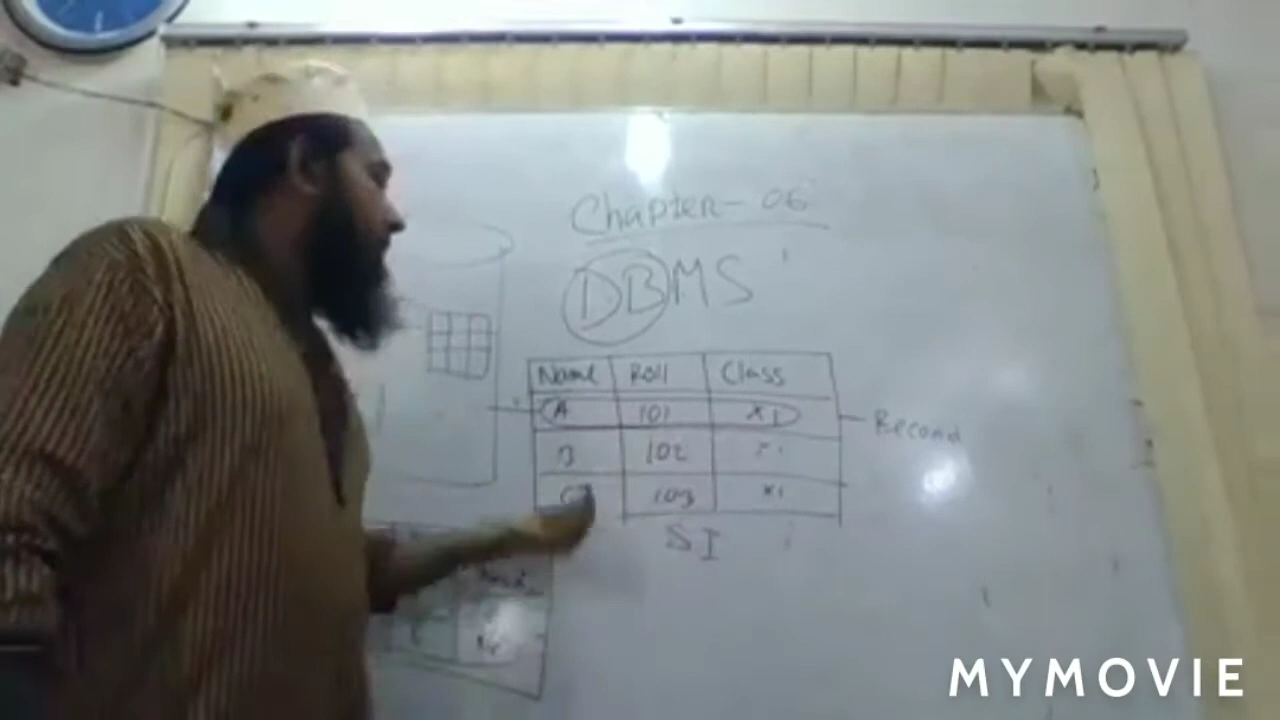 Chapter - 06
DBMS
Name Roll Class
A 101 XI
B 102 XI
C 103 XI
Record
SI
MYMOVIE